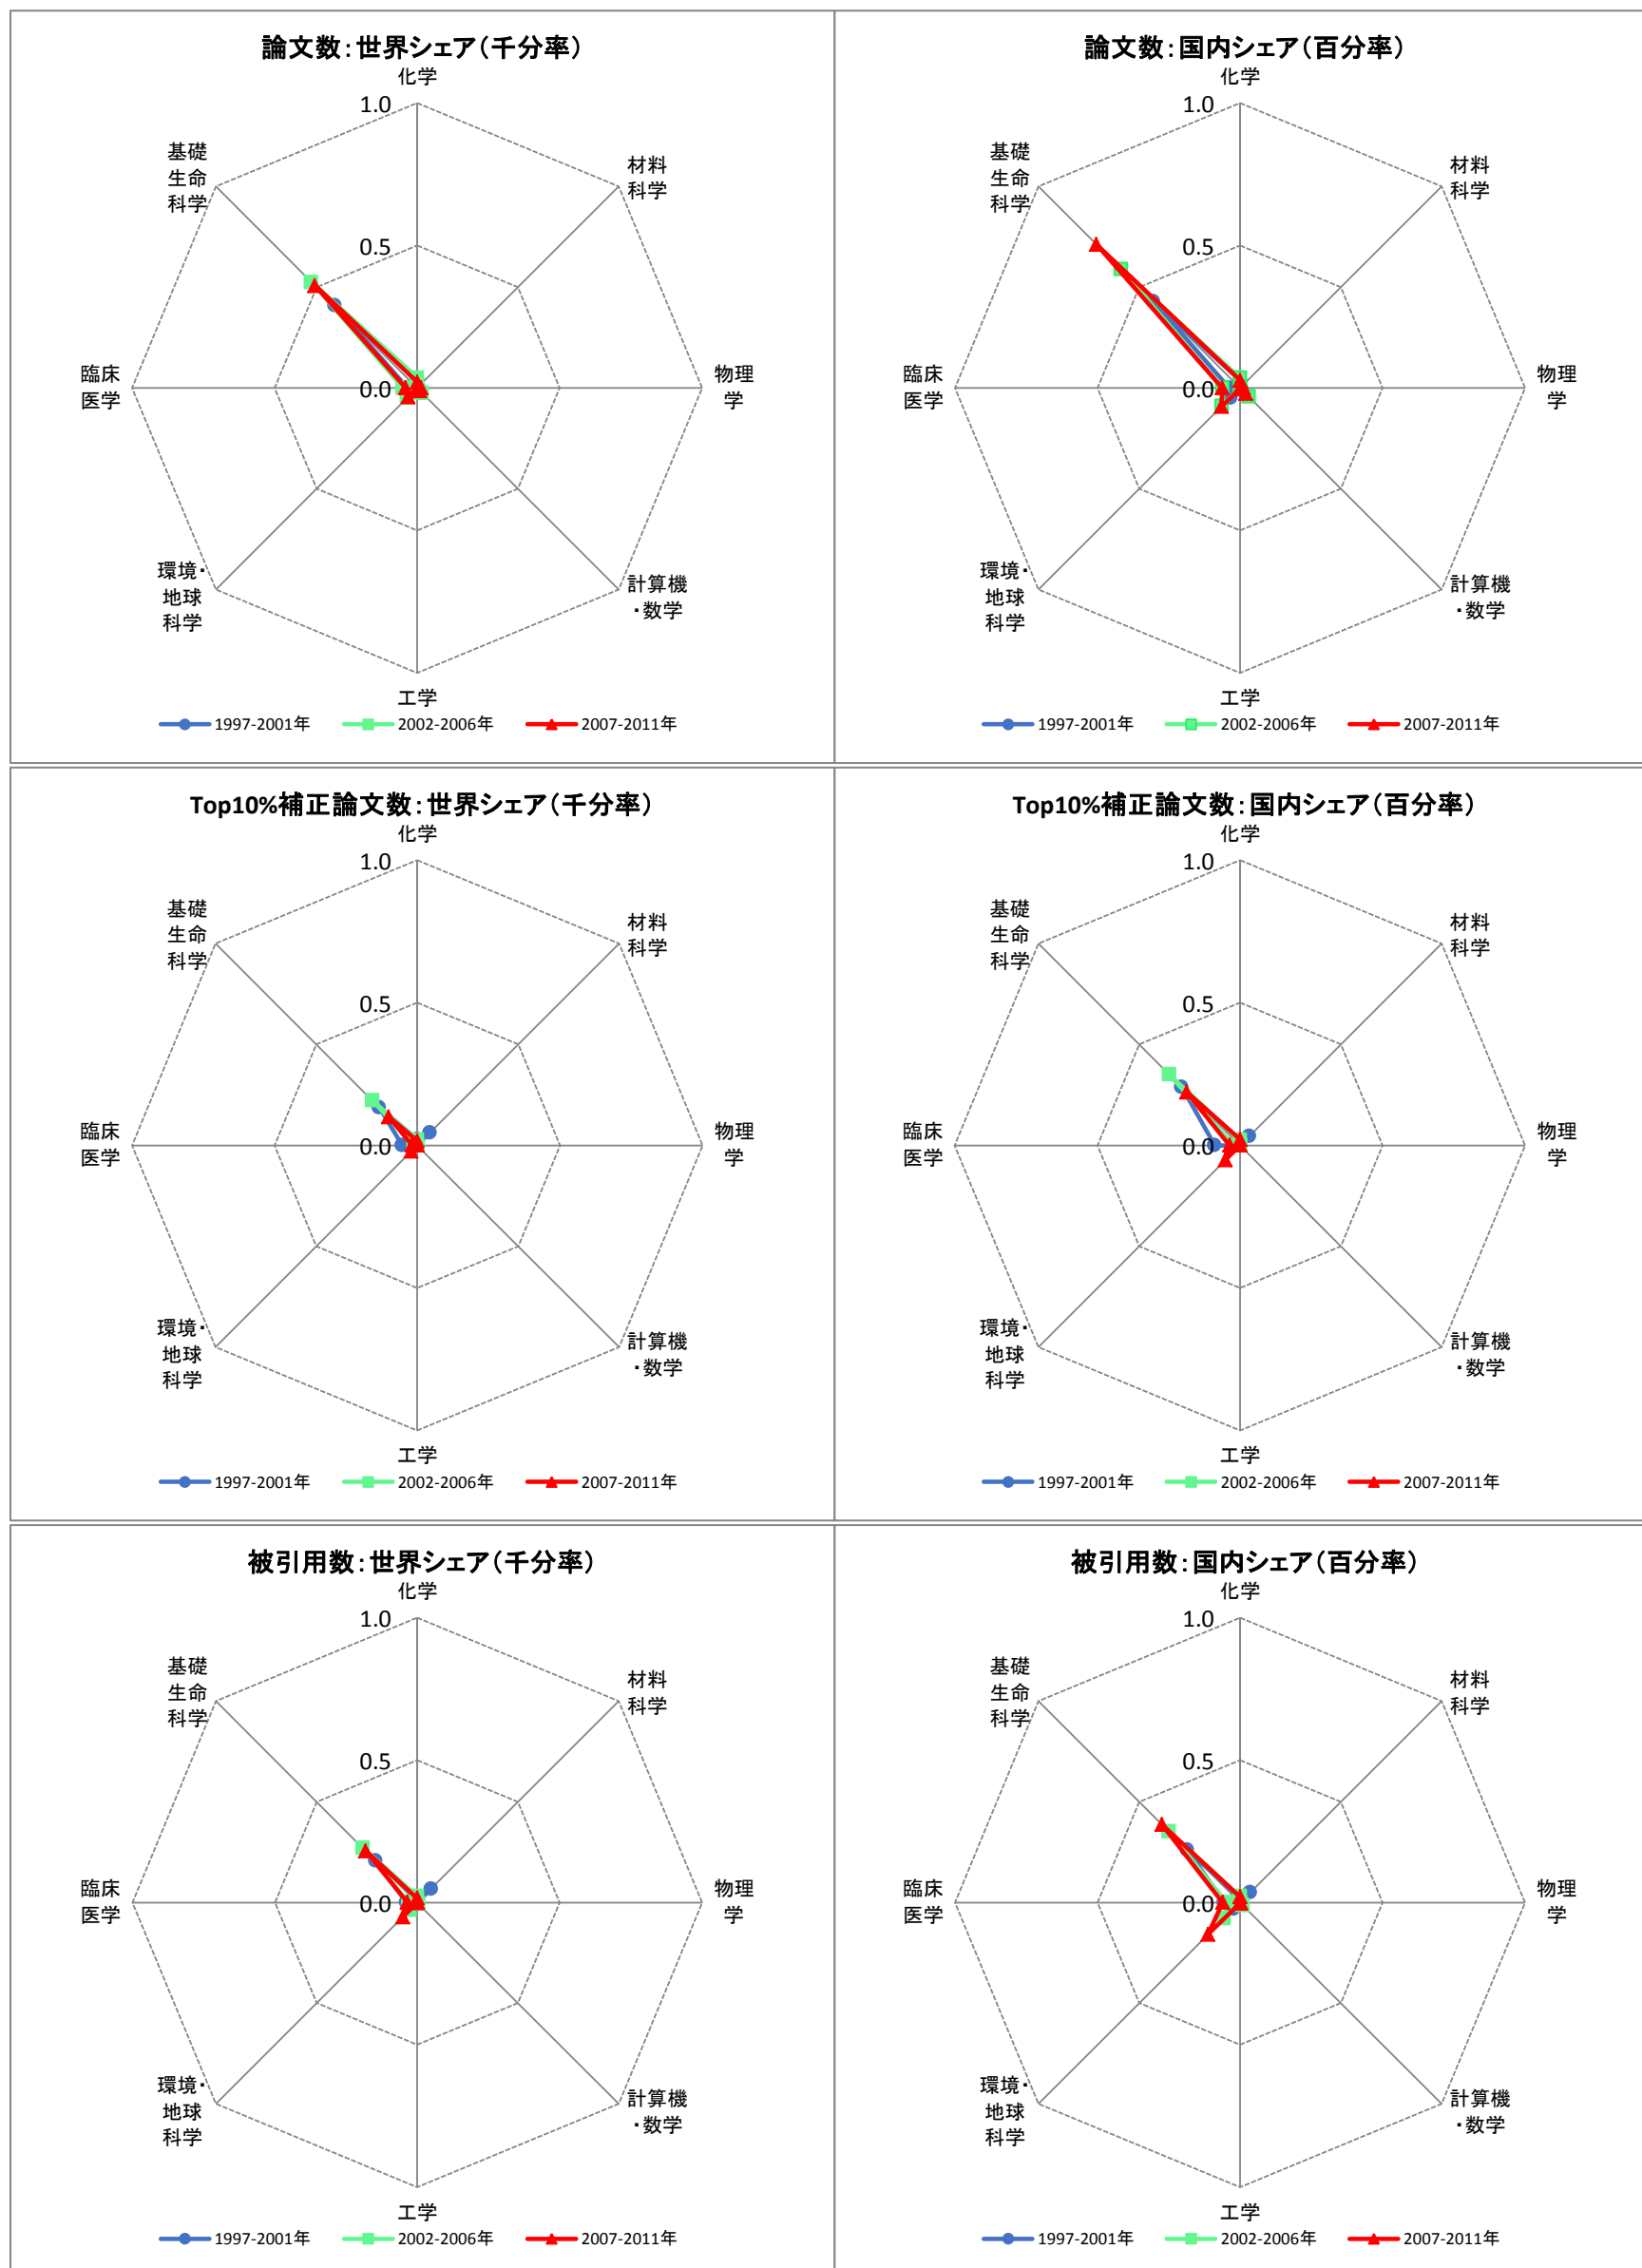 論文数：世界シェア（千分率）
化学
1.0
基礎
生命
科学
材料
科学
0.5
臨床
医学
0.0
物理
学
環境・
地球
科学
計算機
・数学
工学
1997-2001年 2002-2006年 2007-2011年
論文数：国内シェア（百分率）
化学
1.0
基礎
生命
科学
材料
科学
0.5
臨床
医学
0.0
物理
学
環境・
地球
科学
計算機
・数学
工学
1997-2001年 2002-2006年 2007-2011年
Top10%補正論文数：世界シェア（千分率）
化学
1.0
基礎
生命
科学
材料
科学
0.5
臨床
医学
0.0
物理
学
環境・
地球
科学
計算機
・数学
工学
1997-2001年 2002-2006年 2007-2011年
Top10%補正論文数：国内シェア（百分率）
化学
1.0
基礎
生命
科学
材料
科学
0.5
臨床
医学
0.0
物理
学
環境・
地球
科学
計算機
・数学
工学
1997-2001年 2002-2006年 2007-2011年
被引用数：世界シェア（千分率）
化学
1.0
基礎
生命
科学
材料
科学
0.5
臨床
医学
0.0
物理
学
環境・
地球
科学
計算機
・数学
工学
1997-2001年 2002-2006年 2007-2011年
被引用数：国内シェア（百分率）
化学
1.0
基礎
生命
科学
材料
科学
0.5
臨床
医学
0.0
物理
学
環境・
地球
科学
計算機
・数学
工学
1997-2001年 2002-2006年 2007-2011年